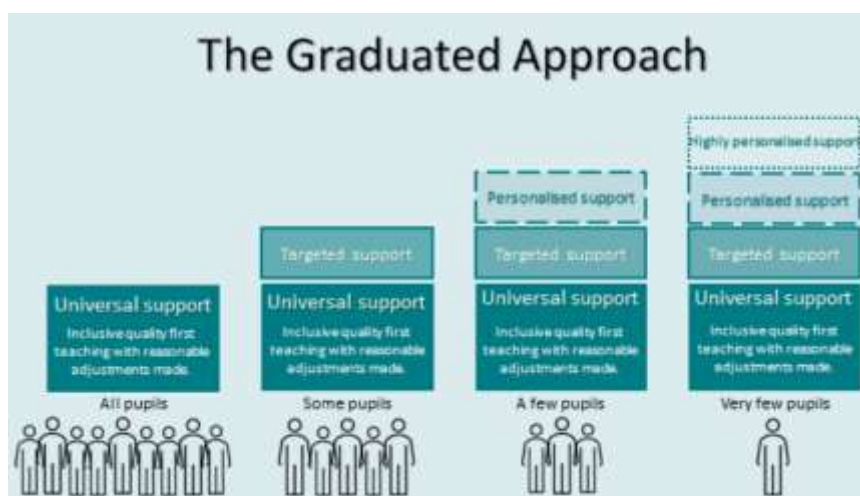 The Graduated Approach
Universal support
Inclusive quality first
teaching with reasonable
adjustments made.
All pupils
Targeted support
Universal support
Inclusive quality first
teaching with reasonable
adjustments made.
Some pupils
Personalised support
Targeted support
Universal support
Inclusive quality first
teaching with reasonable
adjustments made.
A few pupils
Highly personalised support
Personalised support
Targeted support
Universal support
Inclusive quality first
teaching with reasonable
adjustments made.
Very few pupils